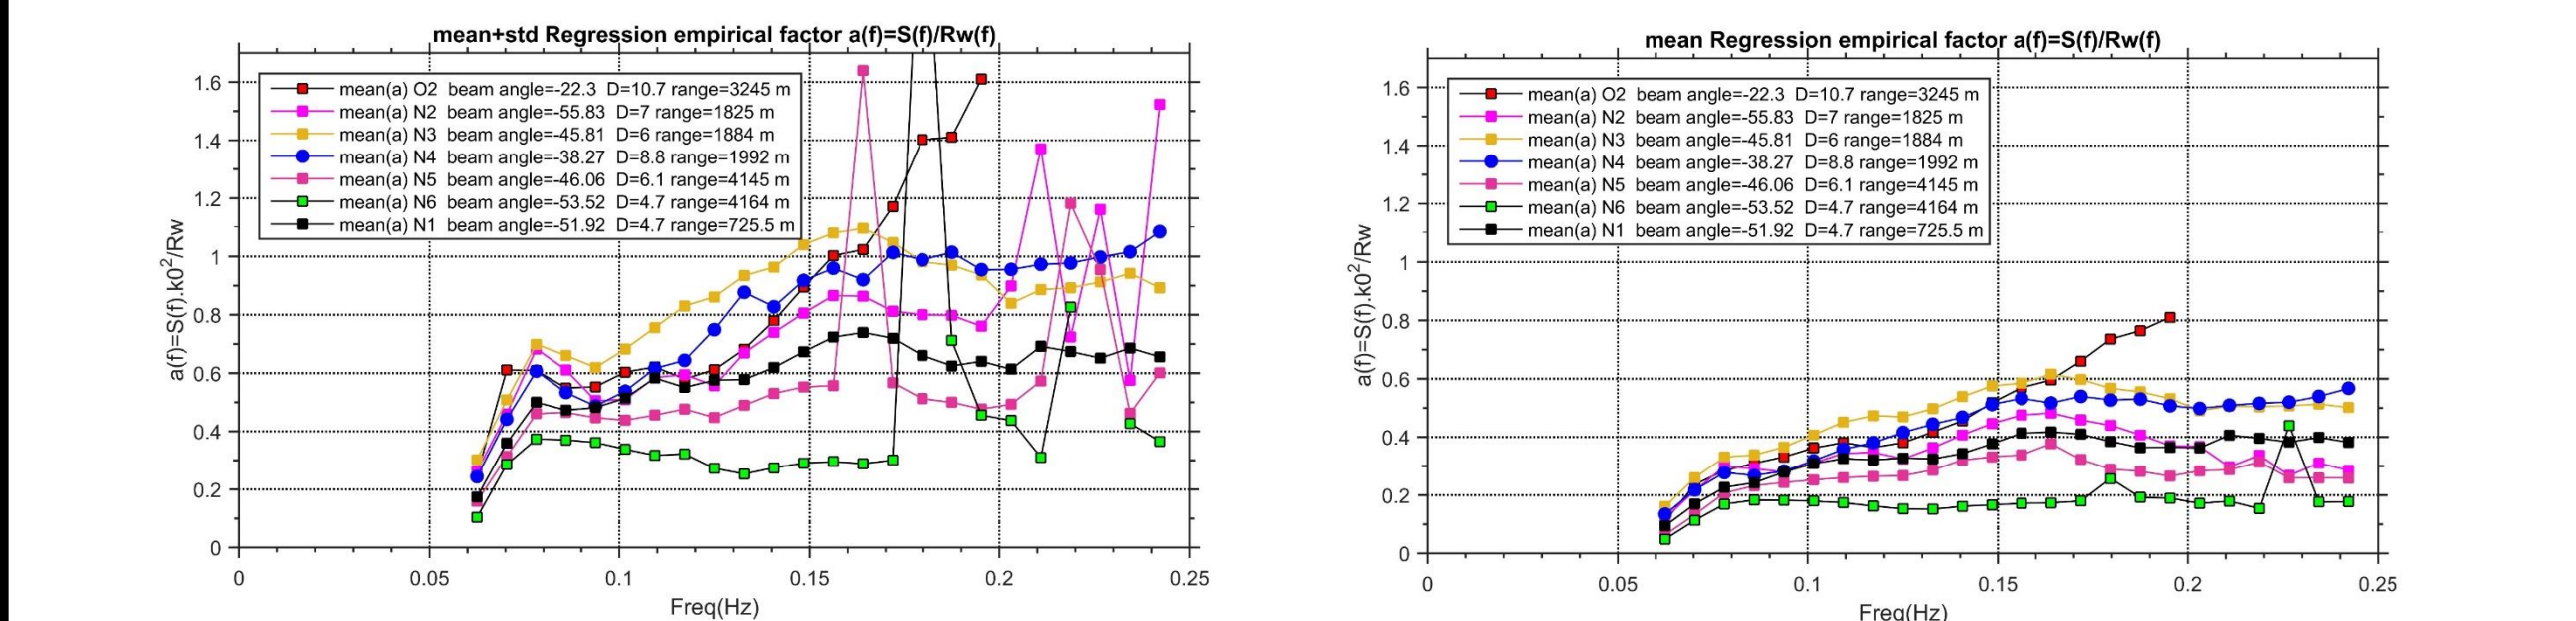 mean+std Regression empirical factor a(f)=S(f)/Rw(f)
a(f)=S(f).k0²/Rw
1.6
1.4
1.2
1
0.8
0.6
0.4
0.2
0
mean(a) O2 beam angle=-22.3 D=10.7 range=3245 m
mean(a) N2 beam angle=-55.83 D=7 range=1825 m
mean(a) N3 beam angle=-45.81 D=6 range=1884 m
mean(a) N4 beam angle=-38.27 D=8.8 range=1992 m
mean(a) N5 beam angle=-46.06 D=6.1 range=4145 m
mean(a) N6 beam angle=-53.52 D=4.7 range=4164 m
mean(a) N1 beam angle=-51.92 D=4.7 range=725.5 m
0 0.05 0.1 0.15 0.2 0.25
Freq(Hz)
mean Regression empirical factor a(f)=S(f)/Rw(f)
a(f)=S(f).k0²/Rw
1.6
1.4
1.2
1
0.8
0.6
0.4
0.2
0
mean(a) O2 beam angle=-22.3 D=10.7 range=3245 m
mean(a) N2 beam angle=-55.83 D=7 range=1825 m
mean(a) N3 beam angle=-45.81 D=6 range=1884 m
mean(a) N4 beam angle=-38.27 D=8.8 range=1992 m
mean(a) N5 beam angle=-46.06 D=6.1 range=4145 m
mean(a) N6 beam angle=-53.52 D=4.7 range=4164 m
mean(a) N1 beam angle=-51.92 D=4.7 range=725.5 m
0 0.05 0.1 0.15 0.2 0.25
Freq(Hz)